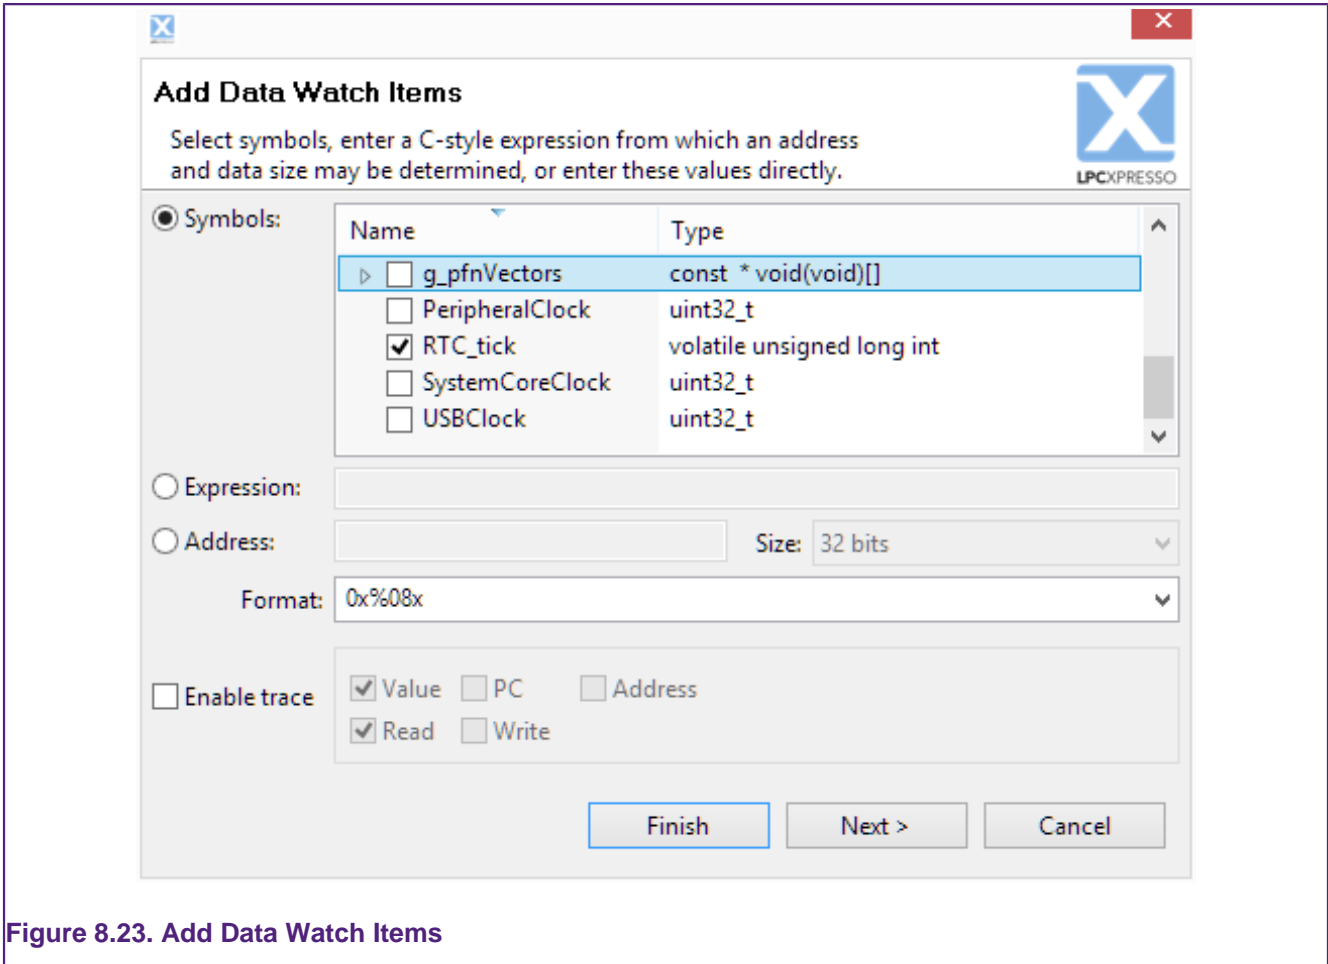 Add Data Watch Items
Select symbols, enter a C-style expression from which an address
and data size may be determined, or enter these values directly.
LPCXPRESSO
Symbols:
Name Type
g_pfnVectors const * void(void)[]
PeripheralClock uint32_t
RTC_tick volatile unsigned long int
SystemCoreClock uint32_t
USBClock uint32_t
Expression:
Address: Size: 32 bits
Format: 0x%08x
Enable trace
Value PC Address
Read Write
Finish Next > Cancel
Figure 8.23. Add Data Watch Items